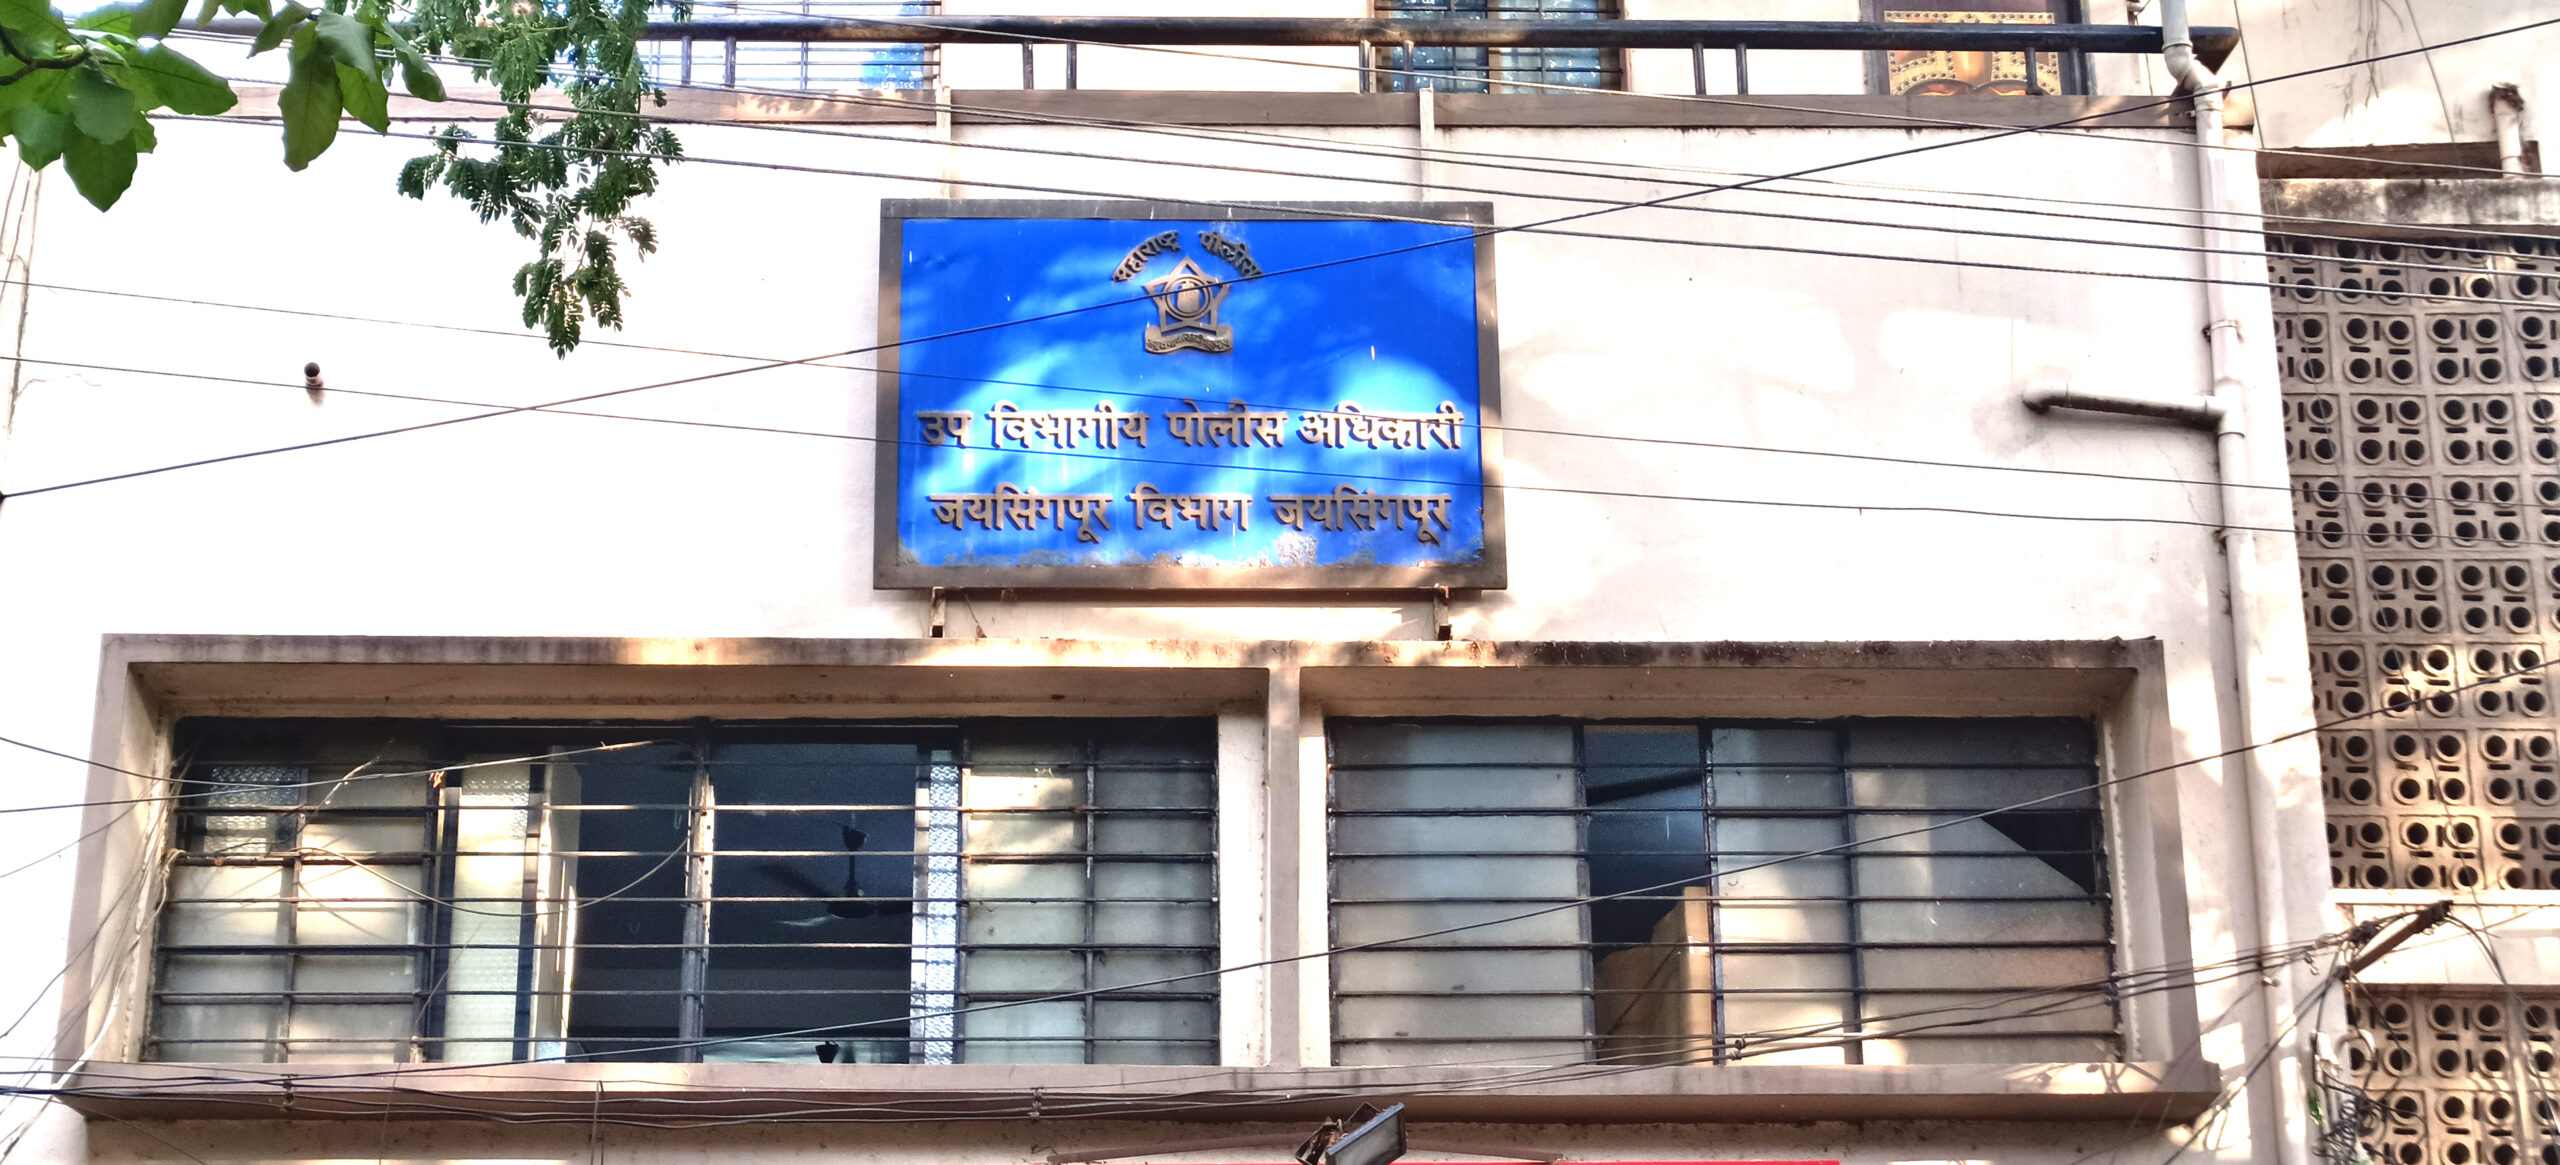 महाराष्ट्र पोलीस
उप विभागीय पोलीस अधिकारी
जयसिंगपूर विभाग जयसिंगपूर